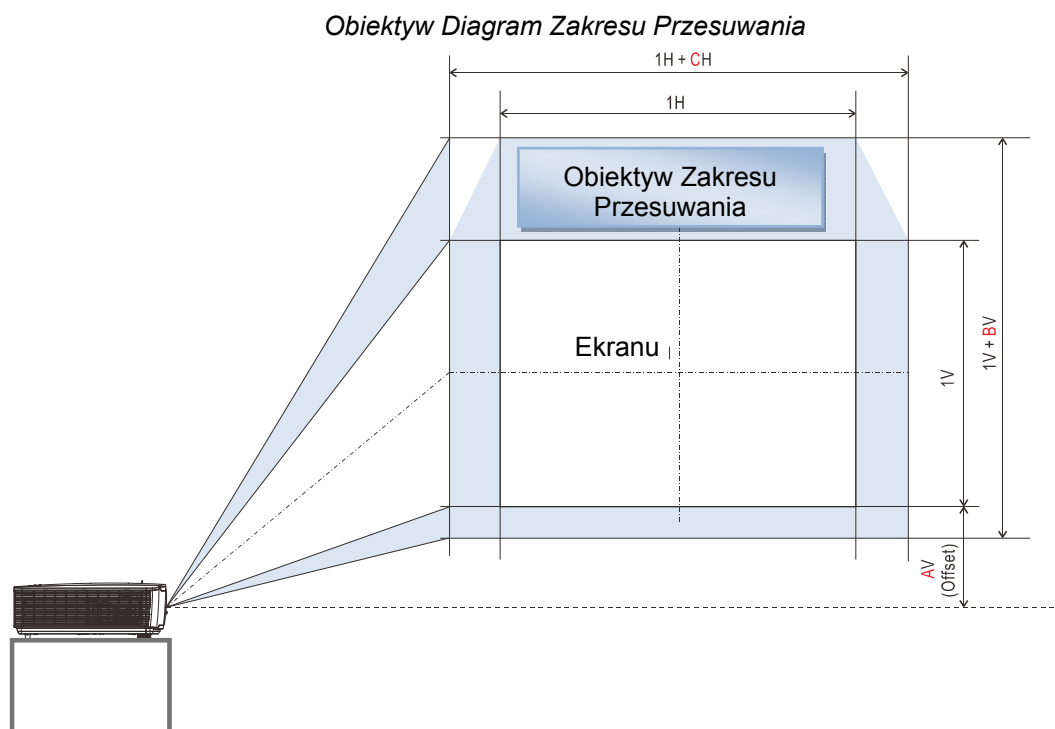 Obiektyw Diagram Zakresu Przesuwania
1H + CH
1H
Obiektyw Zakresu
Przesuwania
Ekranu
1V
1V + BV
AV
(Offset)